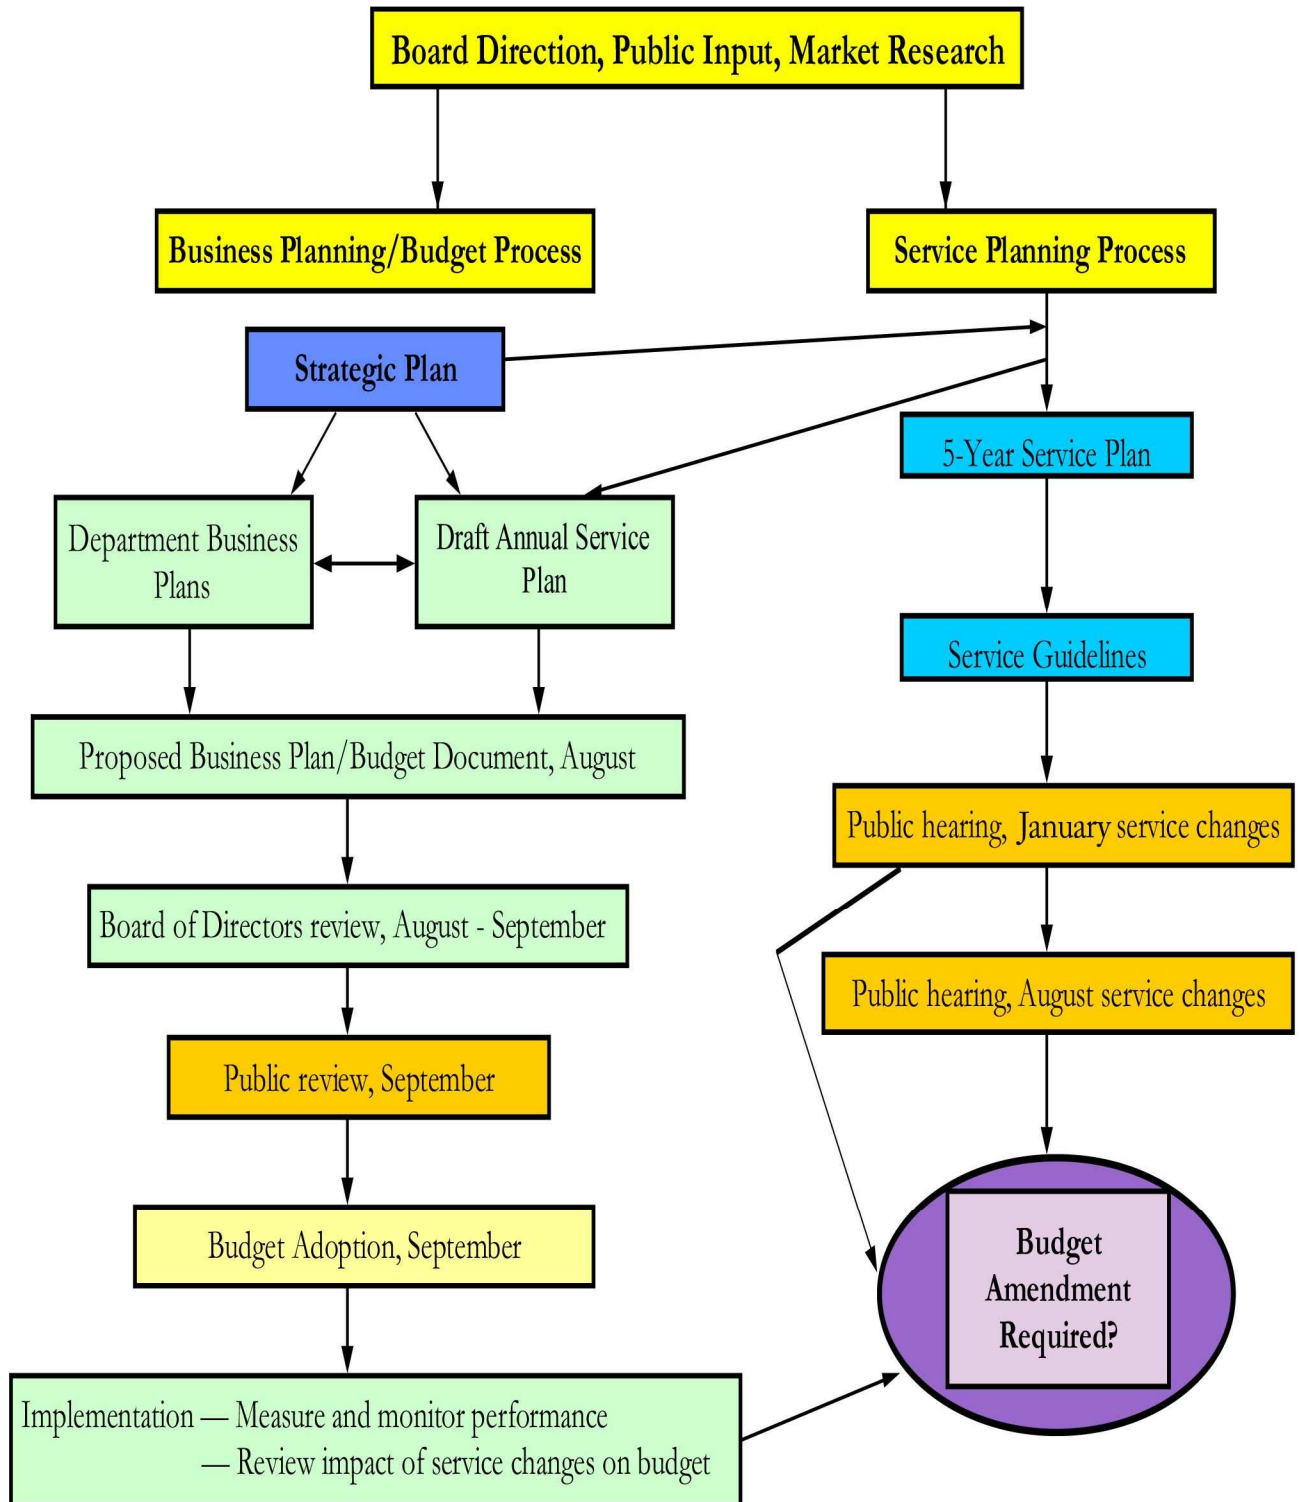 Board Direction, Public Input, Market Research
Business Planning/Budget Process
Service Planning Process
Strategic Plan
5-Year Service Plan
Department Business
Plans
Draft Annual Service
Plan
Service Guidelines
Proposed Business Plan/Budget Document, August
Public hearing, January service changes
Board of Directors review, August - September
Public hearing, August service changes
Public review, September
Budget Adoption, September
Budget
Amendment
Required?
Implementation — Measure and monitor performance
— Review impact of service changes on budget